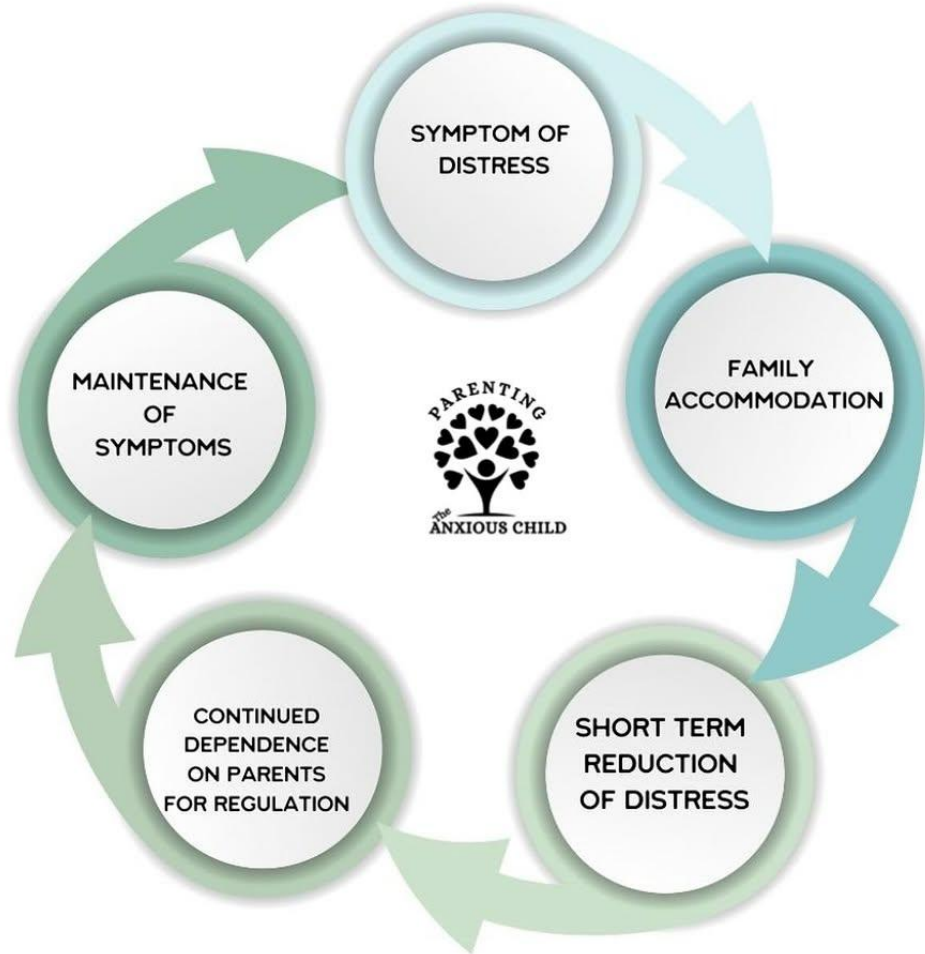 SYMPTOM OF
DISTRESS
FAMILY
ACCOMMODATION
SHORT TERM
REDUCTION
OF DISTRESS
CONTINUED
DEPENDENCE
ON PARENTS
FOR REGULATION
MAINTENANCE
OF
SYMPTOMS
PARENTING
The
ANXIOUS CHILD